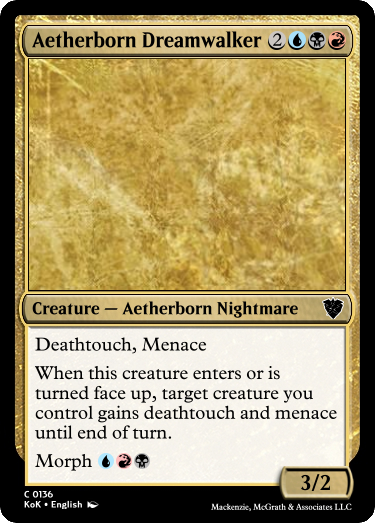 Aetherborn Dreamwalker 2
Creature — Aetherborn Nightmare
Deathtouch, Menace
When this creature enters or is
turned face up, target creature you
control gains deathtouch and menace
until end of turn.
Morph
3/2
C 0136
KoK • English
Mackenzie, McGrath & Associates LLC